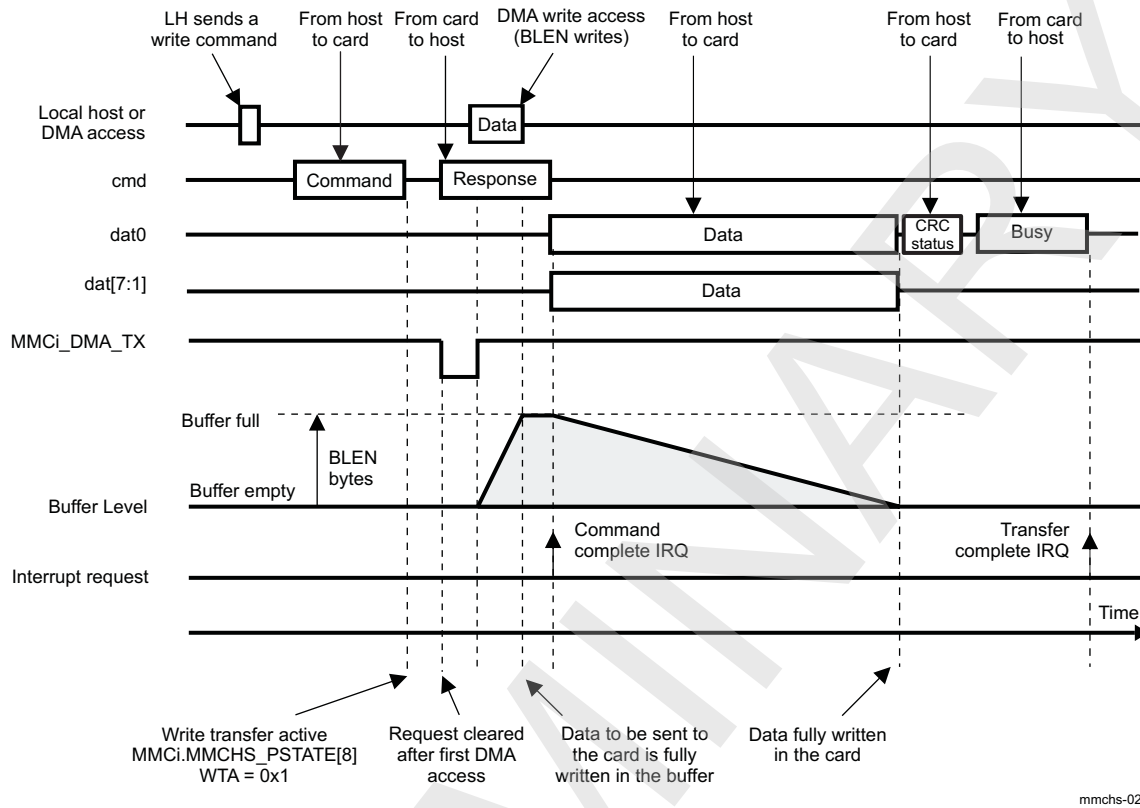 LH sends a
write command
From host
to card
From card
to host
DMA write access
(BLEN writes)
From host
to card
From host
to card
From card
to host
Local host or
DMA access
Data
cmd
Command
Response
dat0
Data
CRC
status
Busy
dat[7:1]
Data
MMCi_DMA_TX
Buffer full
BLEN
bytes
Buffer empty
Buffer Level
Command
complete IRQ
Transfer
complete IRQ
Interrupt request
Time
Write transfer active
MMCi.MMCHS_PSTATE[8]
WTA = 0x1
Request cleared
after first DMA
access
Data to be sent to
the card is fully
written in the buffer
Data fully written
in the card
mmchs-02
MINARY